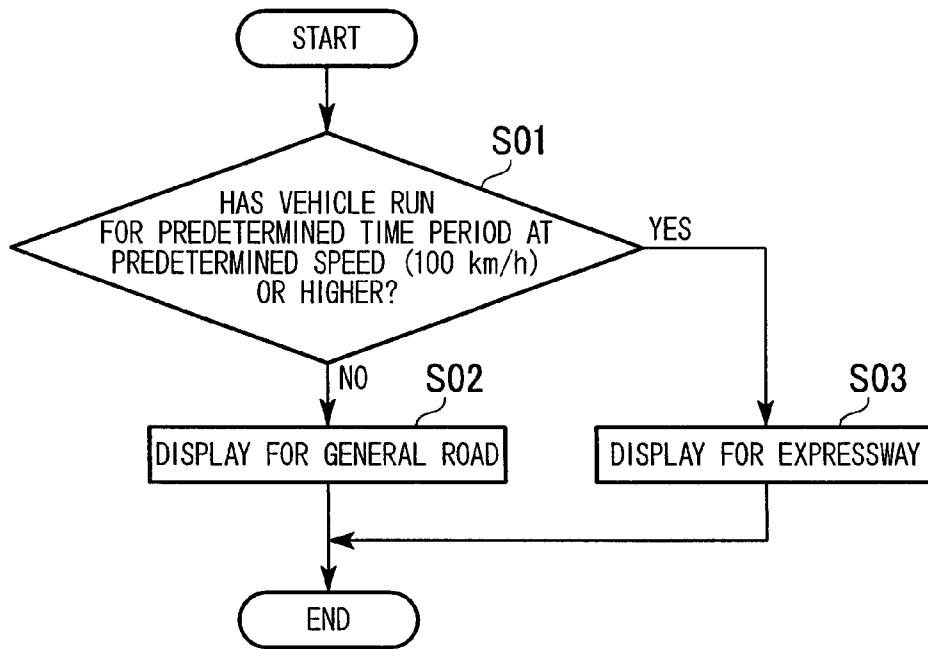 START
S01
HAS VEHICLE RUN
FOR PREDETERMINED TIME PERIOD AT
PREDETERMINED SPEED (100 km/h)
OR HIGHER?
YES
NO
S02
S03
DISPLAY FOR GENERAL ROAD
DISPLAY FOR EXPRESSWAY
END